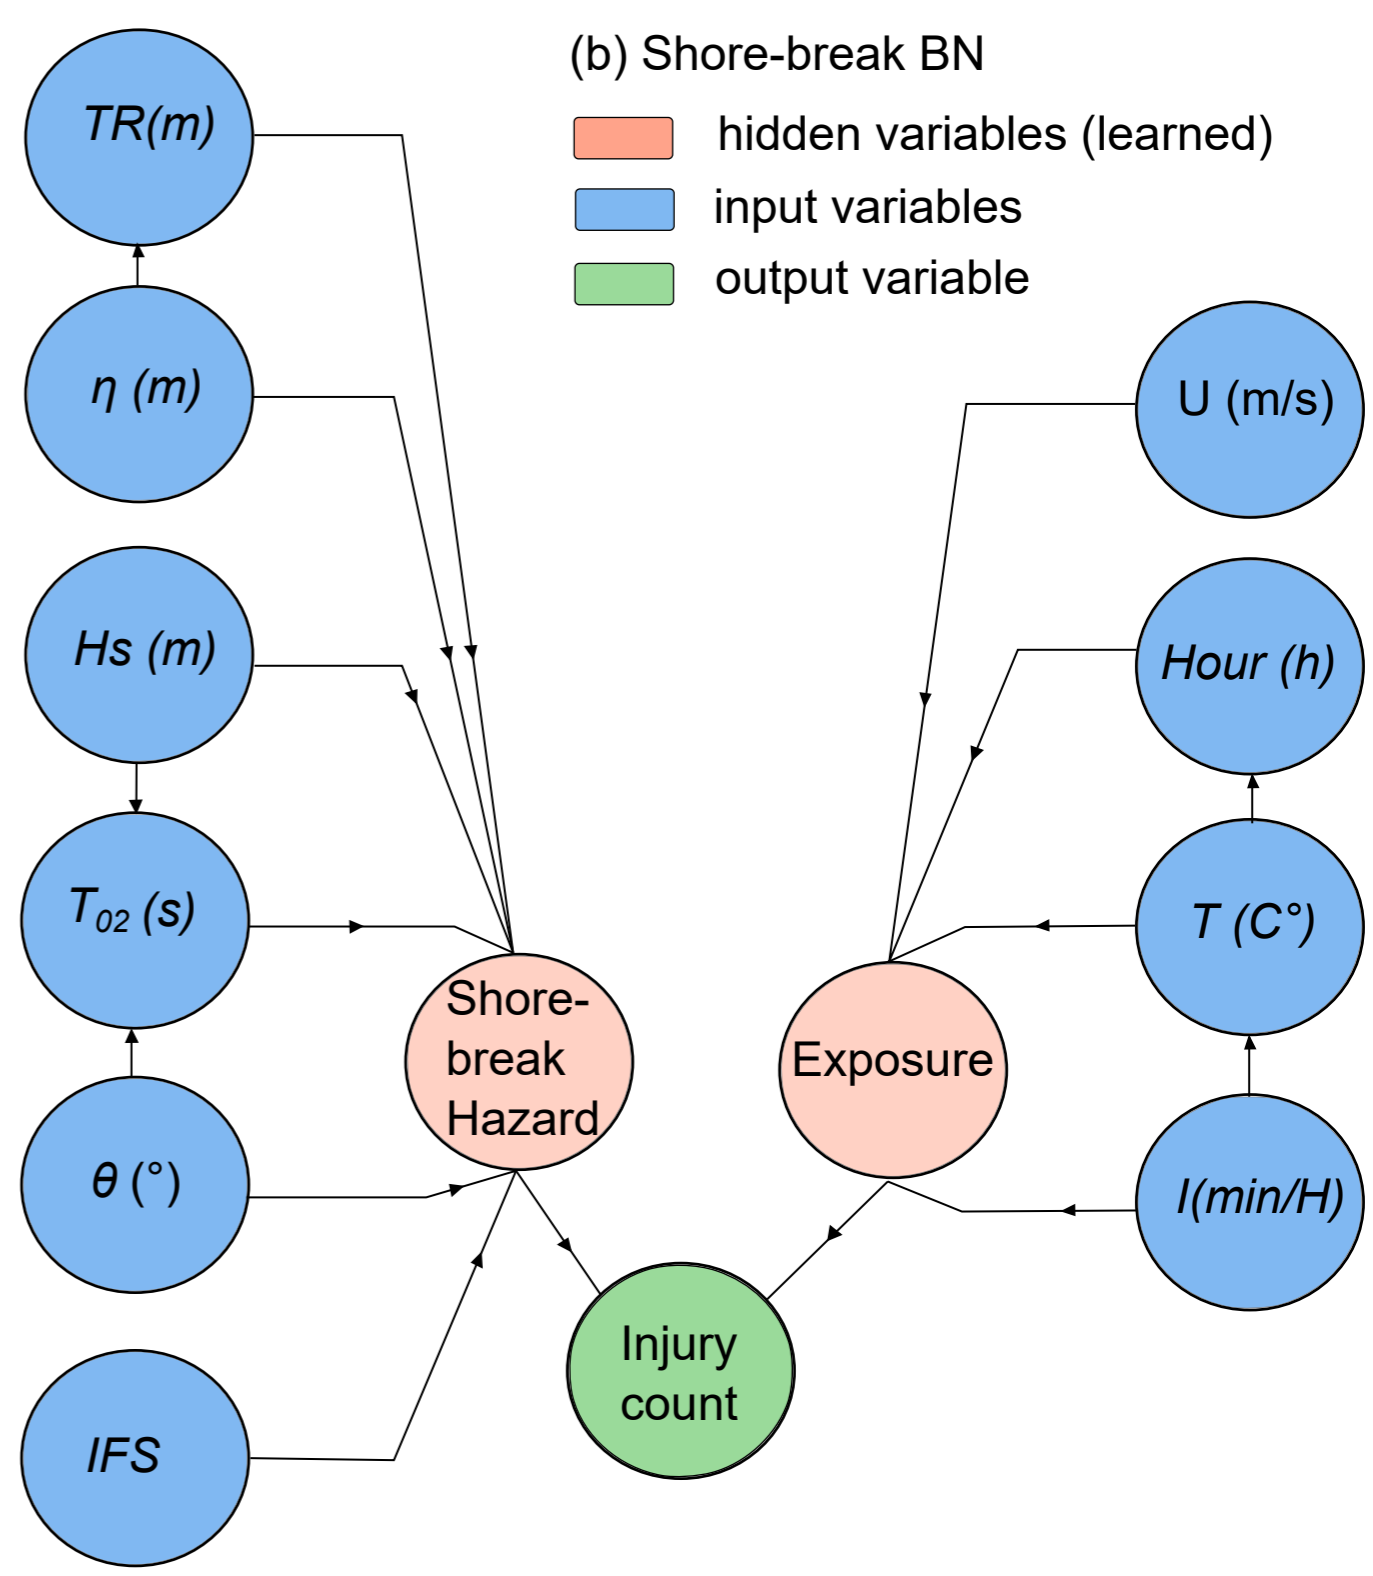 (b) Shore-break BN
hidden variables (learned)
input variables
output variable
TR(m)
η (m)
Hs (m)
T02 (s)
θ (°)
IFS
Shore-
break
Hazard
Exposure
Injury
count
U (m/s)
Hour (h)
T (C°)
I(min/H)